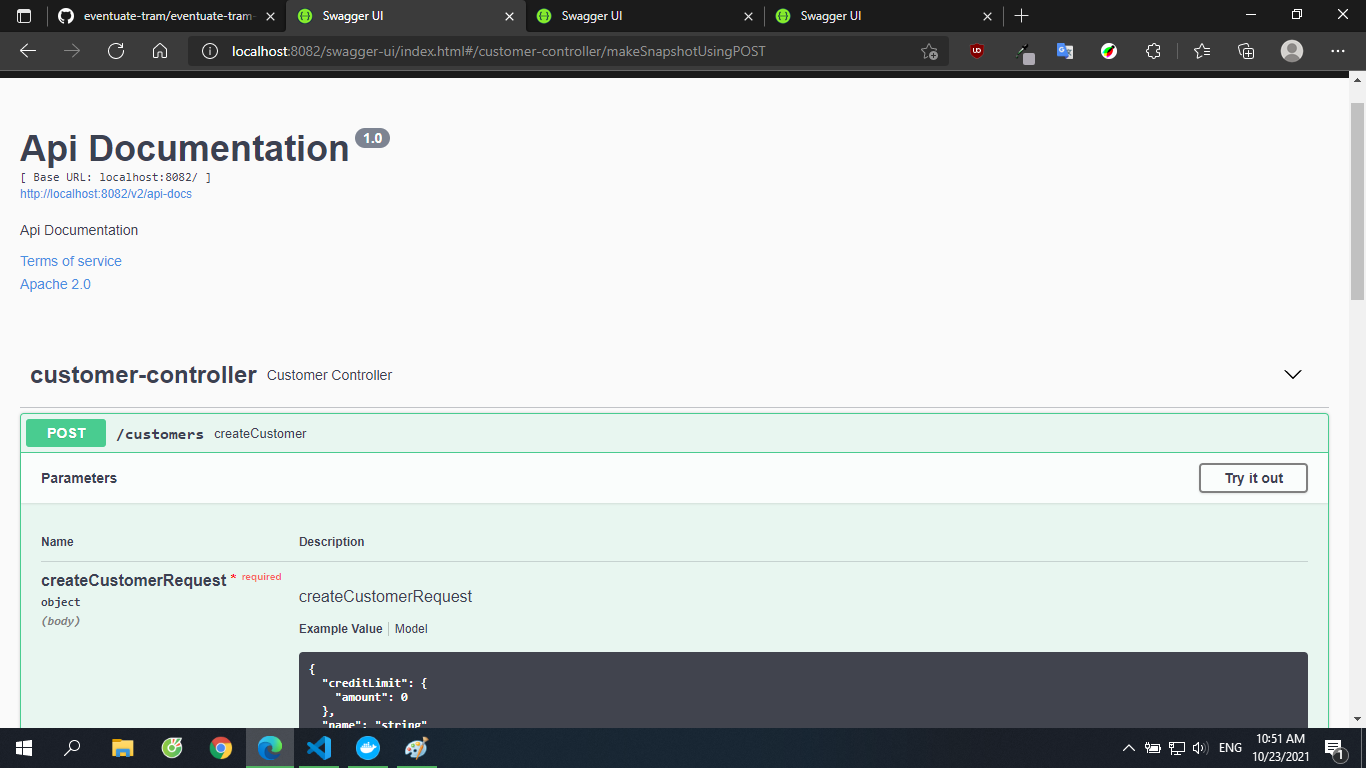 eventuate-tram/eventuate-tram-
Swagger UI
Swagger UI
Swagger UI
localhost:8082/swagger-ui/index.html#/customer-controller/makeSnapshotUsingPOST
Api Documentation 1.0
[ Base URL: localhost:8082/ ]
http://localhost:8082/v2/api-docs
Api Documentation
Terms of service
Apache 2.0
customer-controller Customer Controller
POST /customers createCustomer
Parameters Try it out
Name Description
createCustomerRequest * required
object
(body)
createCustomerRequest
Example Value Model
{
"creditLimit": {
"amount": 0
},
"name": "string"
ENG
10:51 AM
10/23/2021
1